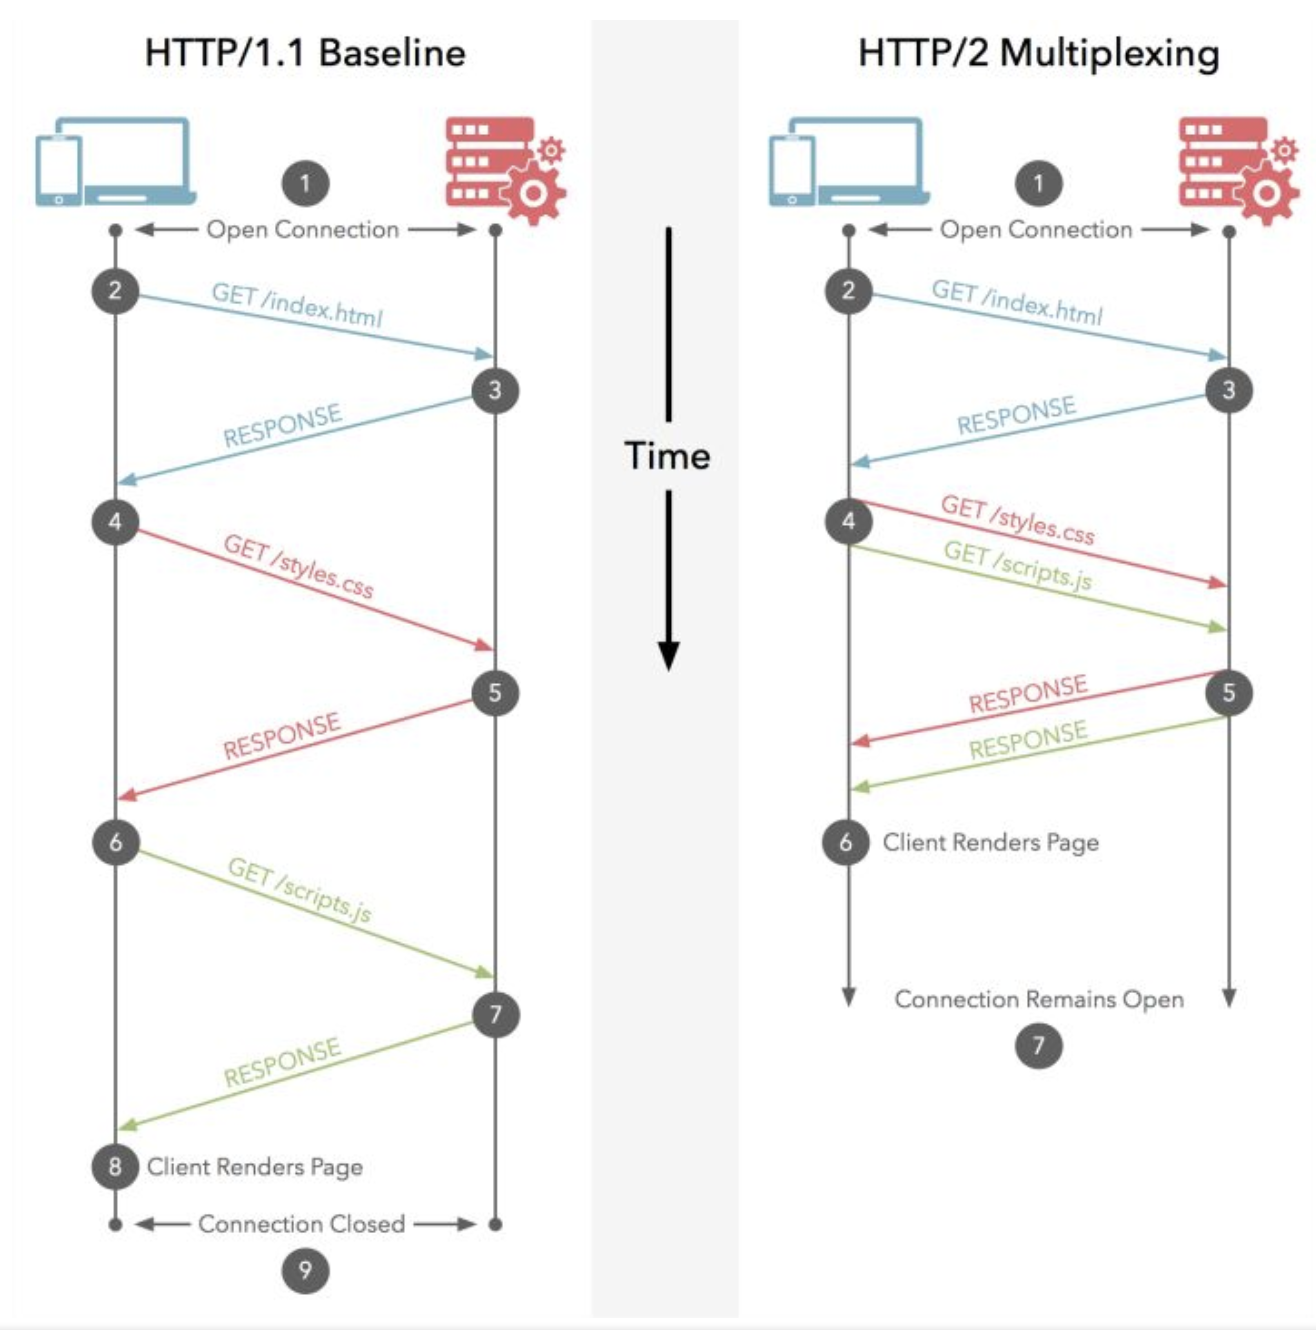 HTTP/1.1 Baseline
1
Open Connection
2
GET /index.html
3
RESPONSE
4
GET /styles.css
5
RESPONSE
6
GET /scripts.js
7
RESPONSE
8
Client Renders Page
Connection Closed
9
Time
HTTP/2 Multiplexing
1
Open Connection
2
GET /index.html
3
RESPONSE
4
GET /styles.css
GET /scripts.js
5
RESPONSE
RESPONSE
6
Client Renders Page
Connection Remains Open
7